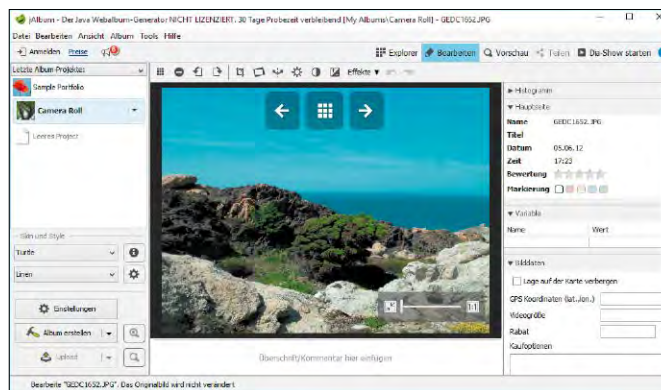 jAlbum - Der Java Webalbum-Generator NICHT LIZENZIERT. 30 Tage Probezeit verbleibend [My Albums\Camera Roll] - GEDC1652.JPG
Datei Bearbeiten Ansicht Album Tools Hilfe
Anmelden Preise
Explorer Bearbeiten Vorschau Teilen Dia-Show starten
Letzte Album-Projekte:
Sample Portfolio
Camera Roll
Leeres Project
Effekte
Histogramm
Hauptseite
Name GEDC1652.JPG
Titel
Datum 05.06.12
Zeit 17:23
Bewertung
Markierung
Variable
Name Wert
Bilddaten
Lage auf der Karte verbergen
GPS Koordinaten (lat.,lon.)
Videogröße
Rabat
Kaufoptionen
Skin und Style
Turtle
Linen
Einstellungen
Album erstellen
Upload
1:1
Überschrift/Kommentar hier einfügen
Bearbeite "GEDC1652.JPG". Das Originalbild wird nicht verändert